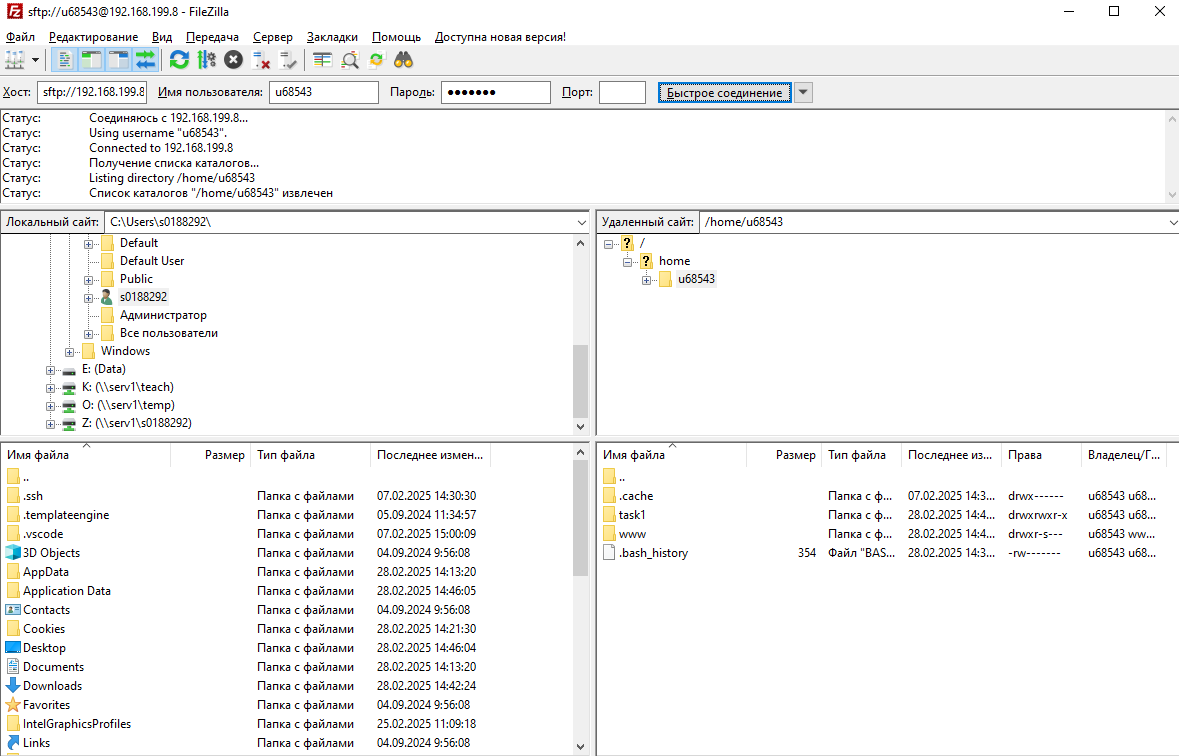 sftp://u68543@192.168.199.8 - FileZilla
Файл Редактирование Вид Передача Сервер Закладки Помощь Доступна новая версия!
Хост: sftp://192.168.199.8 Имя пользователя: u68543 Пароль: ●●●●●●● Порт: Быстрое соединение
Статус: Соединяюсь с 192.168.199.8...
Статус: Using username "u68543".
Статус: Connected to 192.168.199.8
Статус: Получение списка каталогов...
Статус: Listing directory /home/u68543
Статус: Список каталогов "/home/u68543" извлечен
Локальный сайт: C:\Users\s0188292\
Default
Default User
Public
s0188292
Администратор
Все пользователи
Windows
E: (Data)
K: (\\serv1\teach)
O: (\\serv1\temp)
Z: (\\serv1\s0188292)
Удаленный сайт: /home/u68543
? /
? home
u68543
Имя файла Размер Тип файла Последнее измен...
..
.ssh Папка с файлами 07.02.2025 14:30:30
.templateengine Папка с файлами 05.09.2024 11:34:57
.vscode Папка с файлами 07.02.2025 15:00:09
3D Objects Папка с файлами 04.09.2024 9:56:08
AppData Папка с файлами 28.02.2025 14:13:20
Application Data Папка с файлами 28.02.2025 14:46:05
Contacts Папка с файлами 04.09.2024 9:56:08
Cookies Папка с файлами 28.02.2025 14:21:30
Desktop Папка с файлами 28.02.2025 14:46:04
Documents Папка с файлами 28.02.2025 14:13:20
Downloads Папка с файлами 28.02.2025 14:42:24
Favorites Папка с файлами 04.09.2024 9:56:08
IntelGraphicsProfiles Папка с файлами 25.02.2025 11:09:18
Links Папка с файлами 04.09.2024 9:56:08
Имя файла Размер Тип файла Последнее из... Права Владелец/Г...
..
.cache Папка с ф... 07.02.2025 14:3... drwx------ u68543 u68...
task1 Папка с ф... 28.02.2025 14:4... drwxrwxr-x u68543 u68...
www Папка с ф... 28.02.2025 14:4... drwxr-s--- u68543 ww...
.bash_history 354 Файл "BAS... 28.02.2025 14:3... -rw------- u68543 u68...